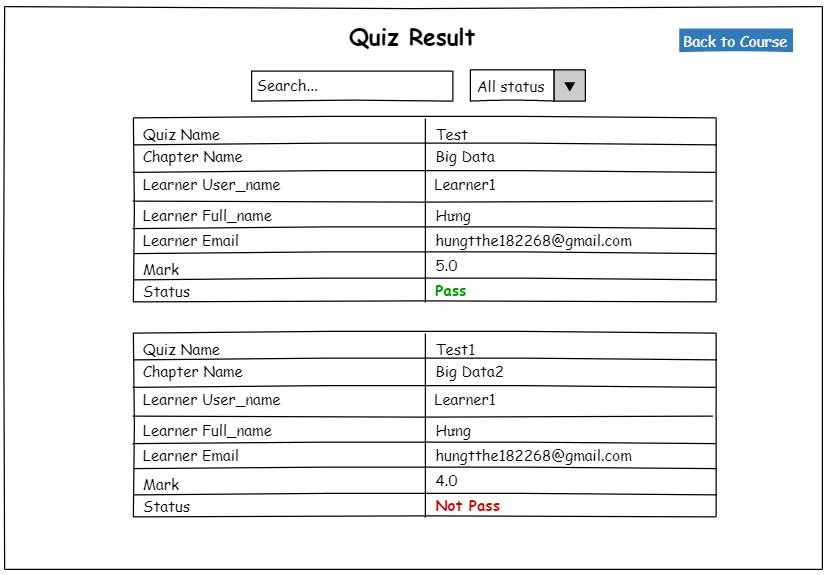 Quiz Result
Back to Course
Search...
All status
Quiz Name Test
Chapter Name Big Data
Learner User_name Learner1
Learner Full_name Hung
Learner Email hungtthe182268@gmail.com
Mark 5.0
Status Pass
Quiz Name Test1
Chapter Name Big Data2
Learner User_name Learner1
Learner Full_name Hung
Learner Email hungtthe182268@gmail.com
Mark 4.0
Status Not Pass